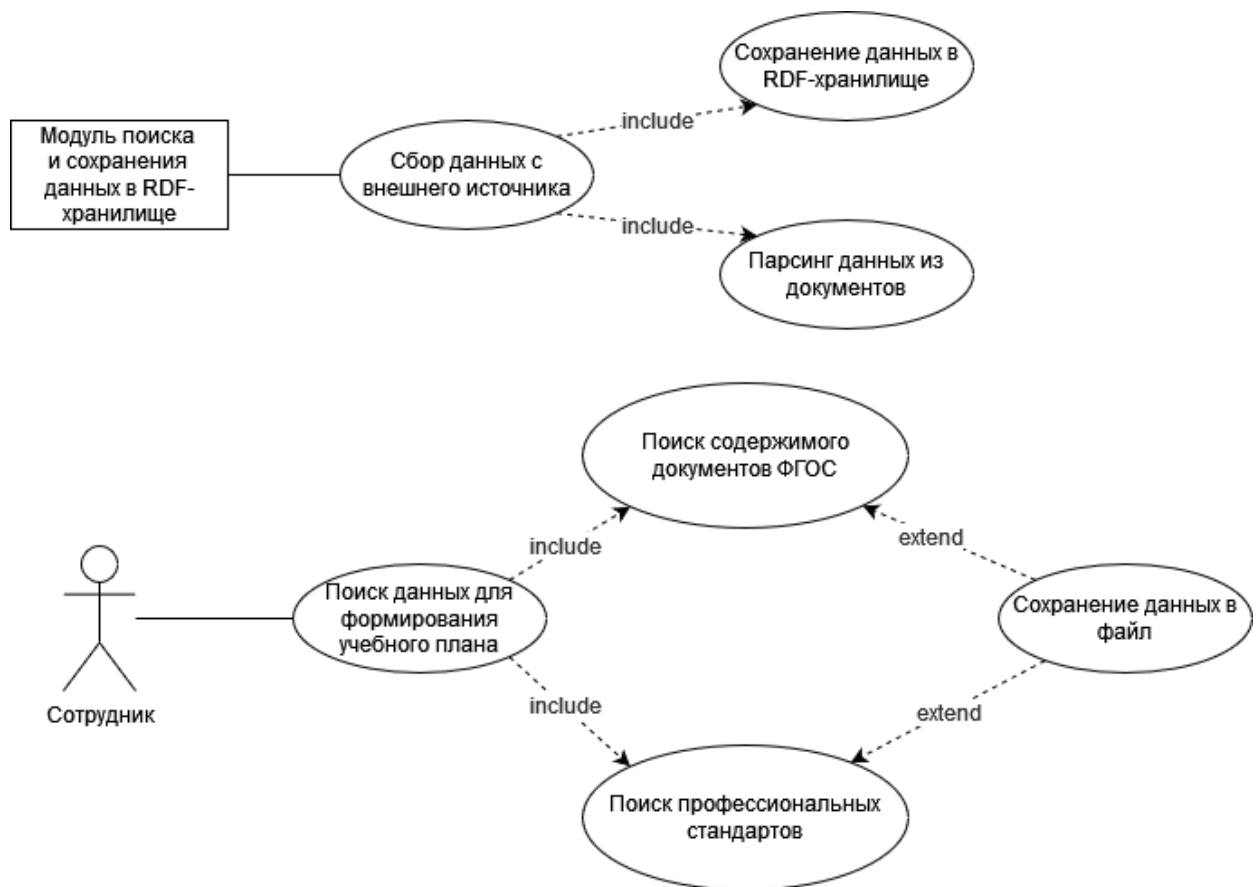 Сохранение данных в
RDF-хранилище
include
Модуль поиска
и сохранения
данных в RDF-
хранилище
Сбор данных с
внешнего источника
include
Парсинг данных из
документов
Поиск содержимого
документов ФГОС
include
extend
Поиск данных для
формирования
учебного плана
Сохранение данных в
файл
Сотрудник
include
extend
Поиск профессиональных
стандартов